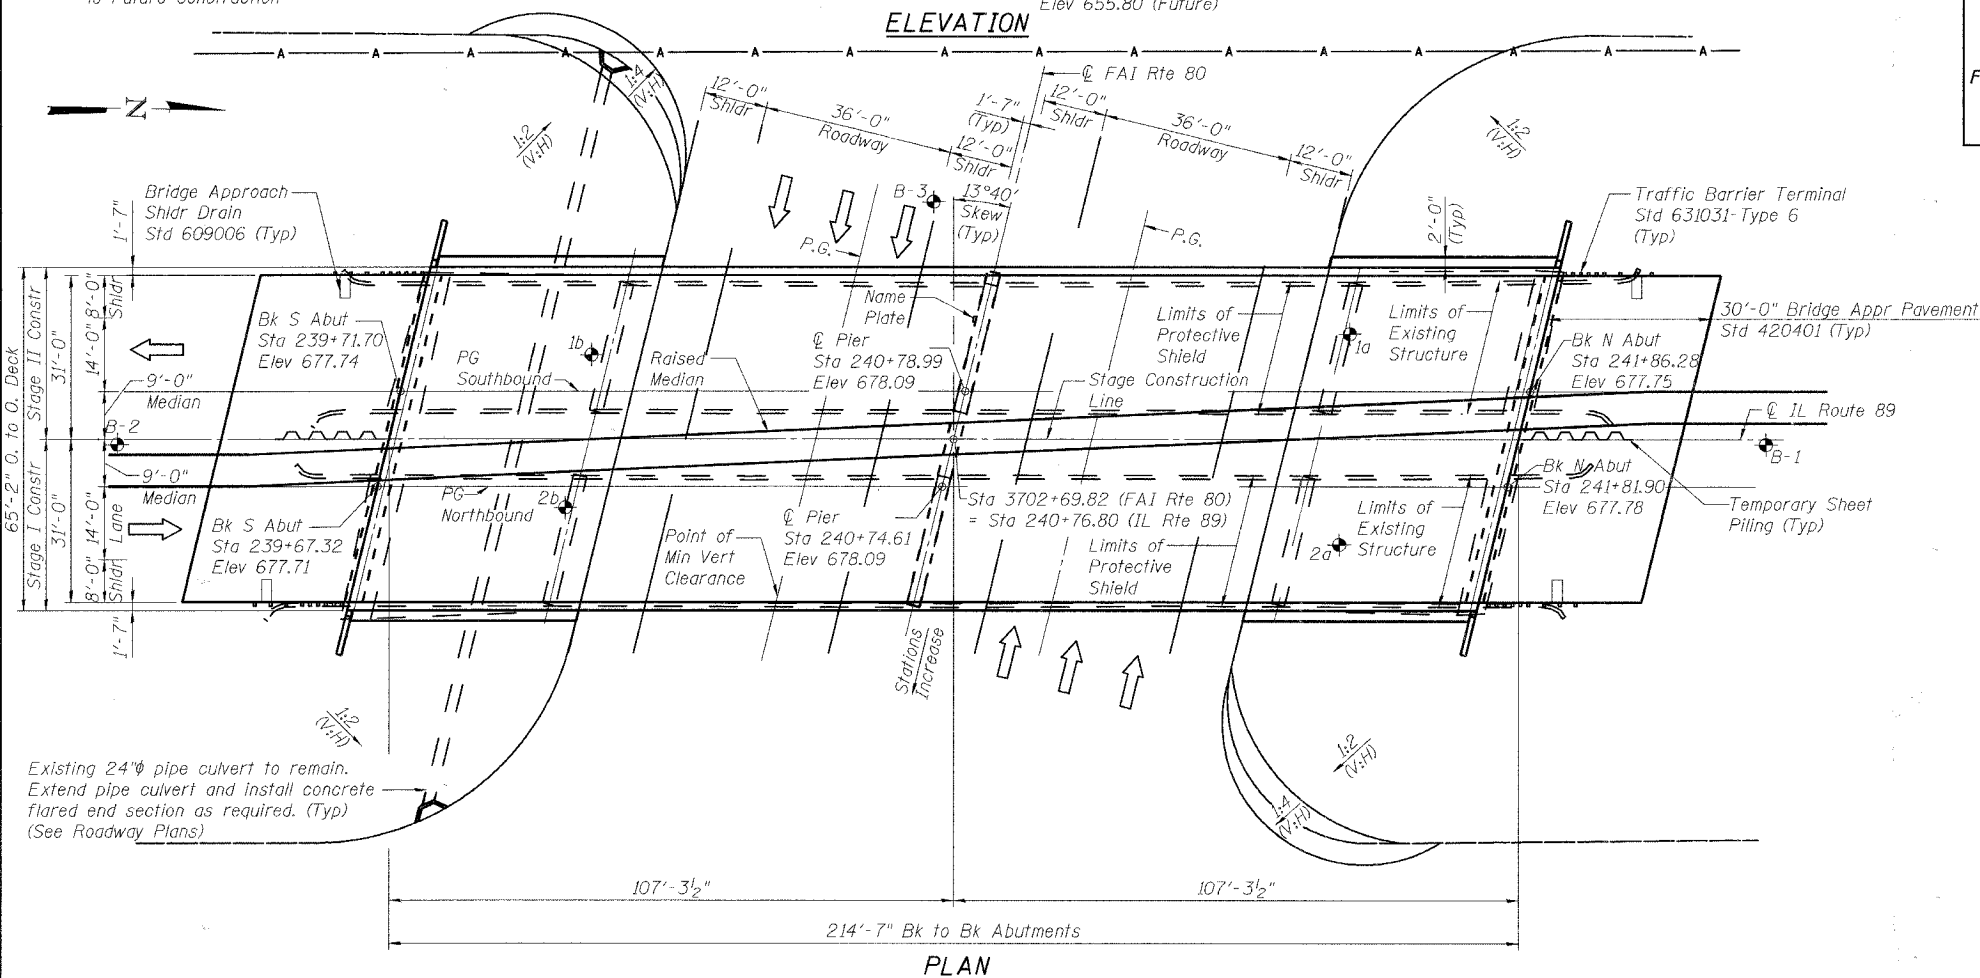 Elev 655.80 (Future)
ELEVATION
A A A A A A A A A A A A A A A A
F
N
℄ FAI Rte 80
12'-0"
Shldr
36'-0"
Roadway
1'-7"
(Typ)
12'-0"
Shldr
12'-0"
Shldr
36'-0"
Roadway
12'-0"
Shldr
1:4
(V:H)
1:2
(V:H)
1:2
(V:H)
B-3
13°40'
Skew
(Typ)
P.G.
P.G.
2'-0"
(Typ)
Bridge Approach
Shldr Drain
Std 609006 (Typ)
Traffic Barrier Terminal
Std 631031-Type 6
(Typ)
1'-7"
65'-2" O. to O. Deck
Stage II Constr
31'-0"
8'-0"
Shldr
14'-0"
9'-0"
Median
B-2
Bk S Abut
Sta 239+71.70
Elev 677.74
1b
PG
Southbound
Raised
Median
Name
Plate
℄ Pier
Sta 240+78.99
Elev 678.09
Stage Construction
Line
Limits of
Protective
Shield
1a
Limits of
Existing
Structure
30'-0" Bridge Appr Pavement
Std 420401 (Typ)
Bk N Abut
Sta 241+86.28
Elev 677.75
℄ IL Route 89
B-1
Stage I Constr
31'-0"
9'-0"
Median
14'-0"
Lane
8'-0"
Shldr
1'-7"
Bk S Abut
Sta 239+67.32
Elev 677.71
PG
Northbound
2b
Point of
Min Vert
Clearance
℄ Pier
Sta 240+74.61
Elev 678.09
Sta 3702+69.82 (FAI Rte 80)
= Sta 240+76.80 (IL Rte 89)
Limits of
Protective
Shield
2a
Limits of
Existing
Structure
Bk N Abut
Sta 241+81.90
Elev 677.78
Temporary Sheet
Piling (Typ)
Stations
Increase
1:2
(V:H)
1:2
(V:H)
1:4
(V:H)
Existing 24"ϕ pipe culvert to remain.
Extend pipe culvert and install concrete
flared end section as required. (Typ)
(See Roadway Plans)
107'-3½"
107'-3½"
214'-7" Bk to Bk Abutments
PLAN